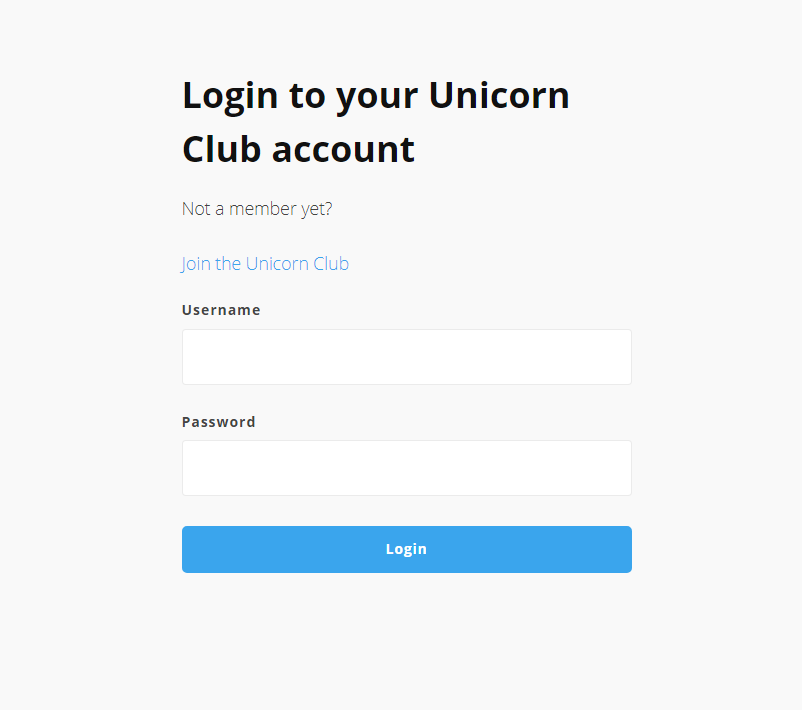 Login to your Unicorn
Club account
Not a member yet?
Join the Unicorn Club
Username
Password
Login